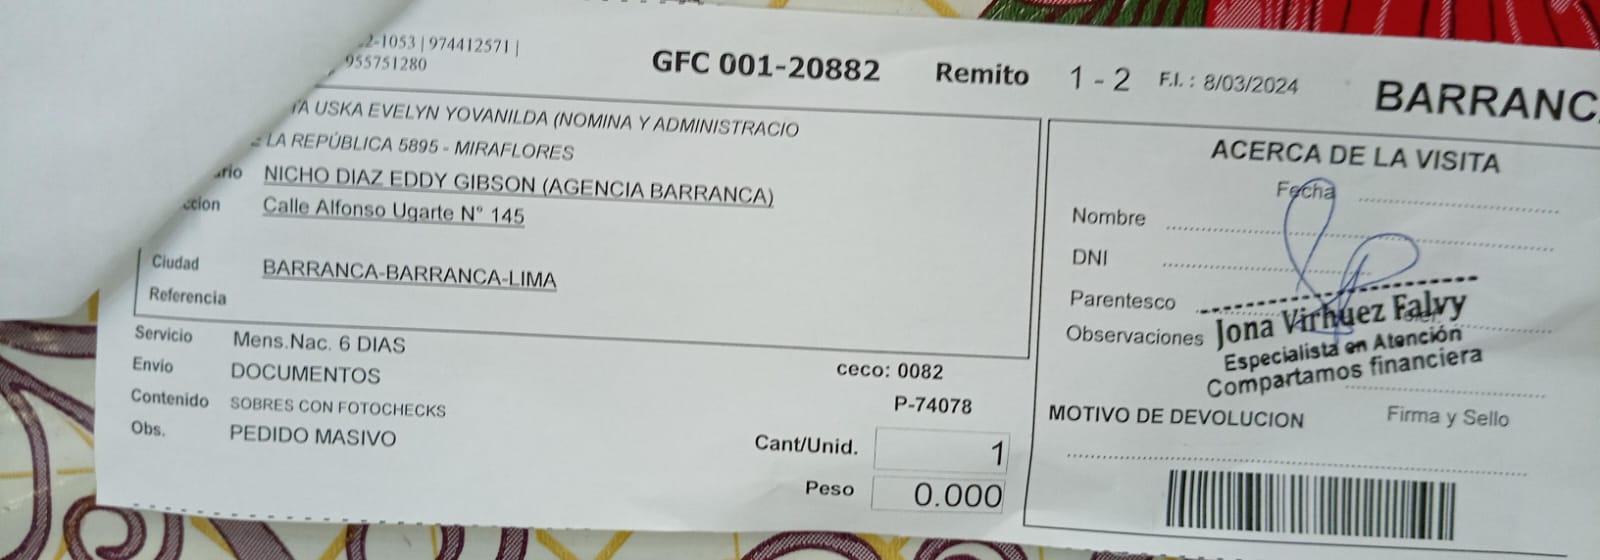 2-1053 | 974412571 |
955751280
GFC 001-20882 Remito 1 - 2 F.I. : 8/03/2024
TA USKA EVELYN YOVANILDA (NOMINA Y ADMINISTRACIO
LA REPÚBLICA 5895 - MIRAFLORES
NICHO DIAZ EDDY GIBSON (AGENCIA BARRANCA)
Calle Alfonso Ugarte N° 145
Ciudad BARRANCA-BARRANCA-LIMA
Referencia
Servicio Mens.Nac. 6 DIAS
Envio DOCUMENTOS
Contenido SOBRES CON FOTOCHECKS
Obs. PEDIDO MASIVO
ceco: 0082
P-74078
Cant/Unid. 1
Peso 0.000
BARRANC
ACERCA DE LA VISITA
Fecha
Nombre
DNI
Parentesco
Observaciones
Jona Virhuez Falvy
Especialista en Atención
Compartamos financiera
MOTIVO DE DEVOLUCION Firma y Sello